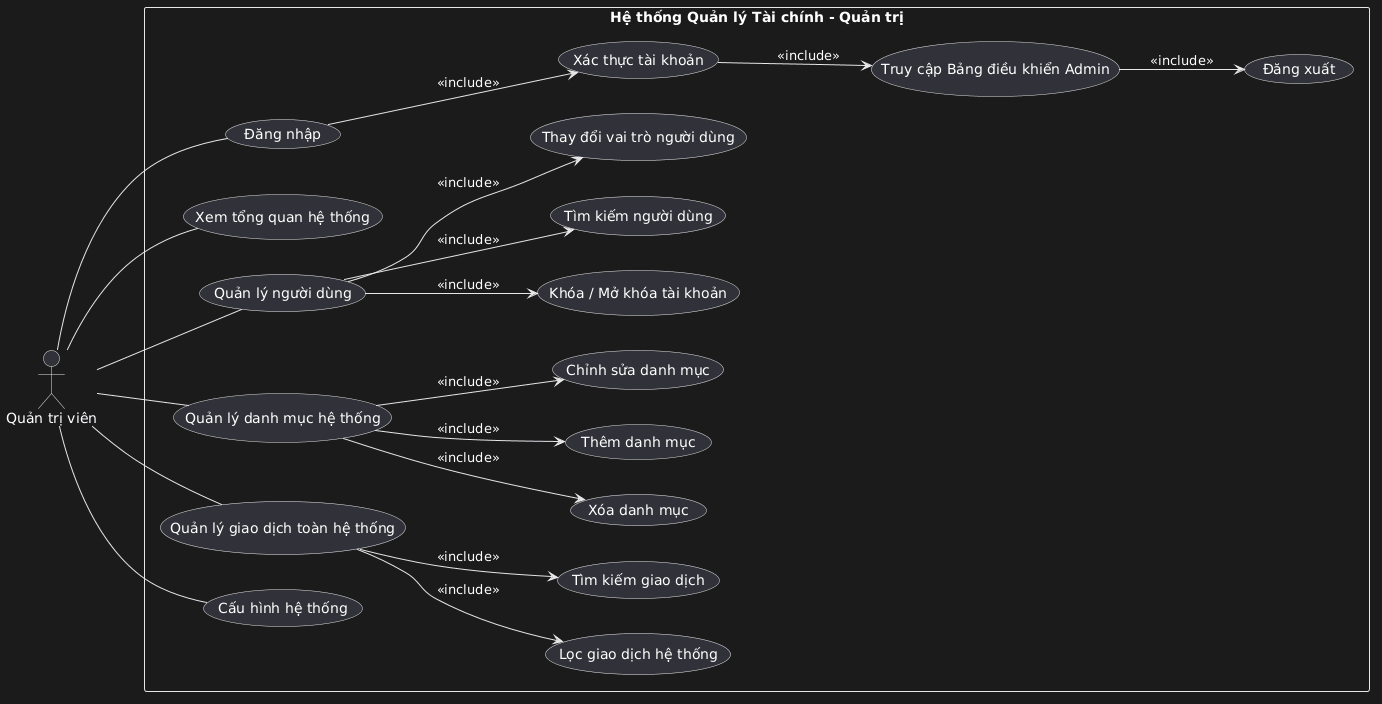 Hệ thống Quản lý Tài chính - Quản trị
Xác thực tài khoản
«include»
Truy cập Bảng điều khiển Admin
«include»
Đăng xuất
«include»
Đăng nhập
Thay đổi vai trò người dùng
«include»
Xem tổng quan hệ thống
Tìm kiếm người dùng
«include»
Quản lý người dùng
«include»
Khóa / Mở khóa tài khoản
Chỉnh sửa danh mục
«include»
Quản trị viên
Quản lý danh mục hệ thống
«include»
Thêm danh mục
«include»
Xóa danh mục
Quản lý giao dịch toàn hệ thống
«include»
Tìm kiếm giao dịch
«include»
Cấu hình hệ thống
Lọc giao dịch hệ thống